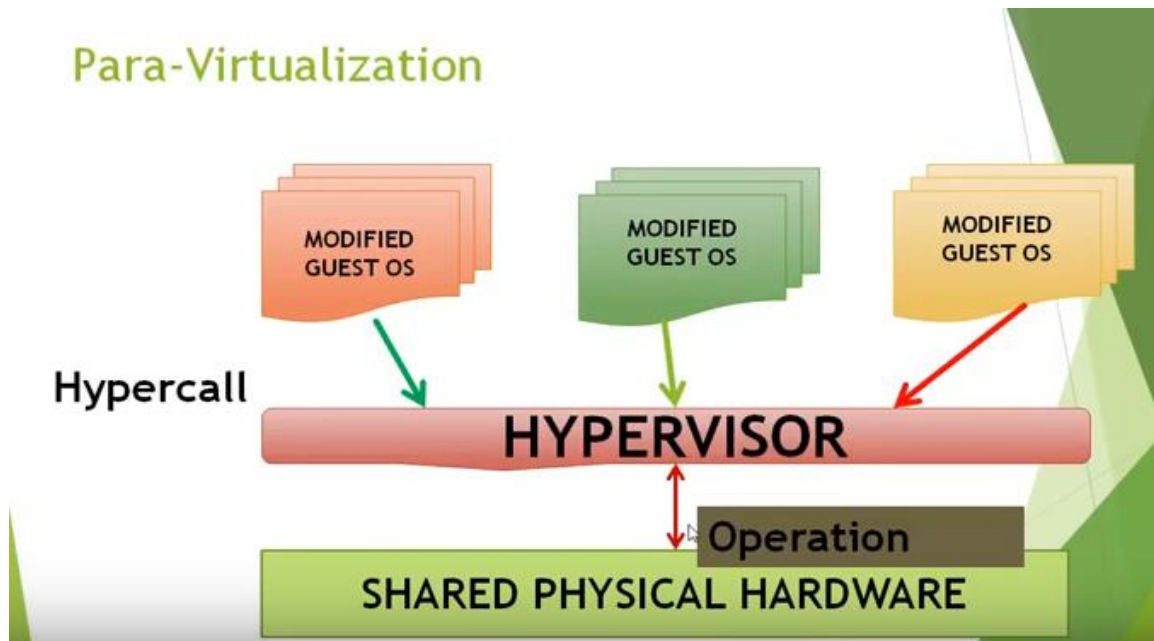 Para-Virtualization
MODIFIED
GUEST OS
MODIFIED
GUEST OS
MODIFIED
GUEST OS
Hypercall
HYPERVISOR
Operation
SHARED PHYSICAL HARDWARE